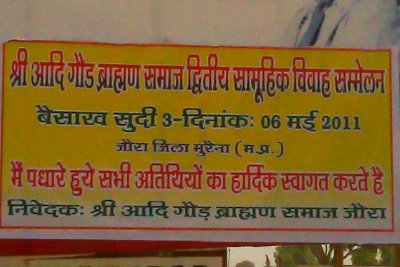 श्री आदि गौड ब्राह्मण समाज द्वितीय सामूहिक विवाह सम्मेलन
बैसाख सुदी 3-दिनांकः 06 मई 2011
जौरा जिला मुरैना (म.प्र.)
मैं पधारे हुये सभी अतिथियों का हार्दिक स्वागत करते है
निवेदकः श्री आदि गौड़ ब्राह्मण समाज जौरा